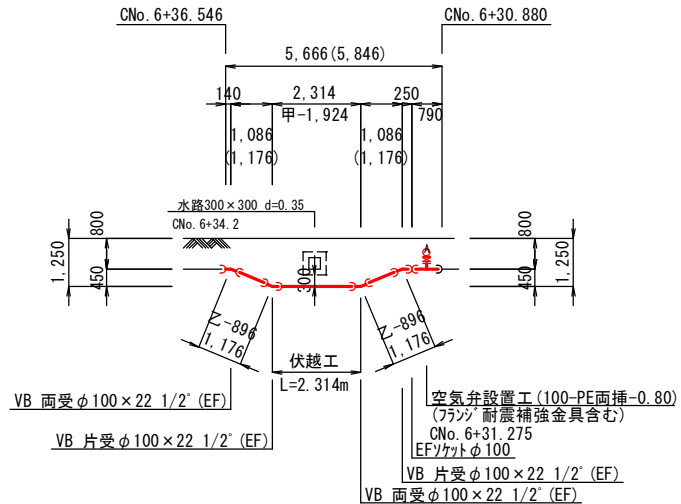 CNo. 6+36.546
CNo. 6+30.880
5,666(5,846)
140
2,314
250
甲-1,924
790
1,086
(1,176)
1,086
(1,176)
水路300×300 d=0.35
CNo. 6+34.2
800
1,250
450
300
800
1,250
450
乙-896
1,176
乙-896
1,176
伏越工
L=2.314m
VB 両受φ100×22 1/2° (EF)
VB 片受φ100×22 1/2° (EF)
空気弁設置工(100-PE両挿-0.80)
(フランジ耐震補強金具含む)
CNo. 6+31.275
EFソケットφ100
VB 片受φ100×22 1/2° (EF)
VB 両受φ100×22 1/2° (EF)